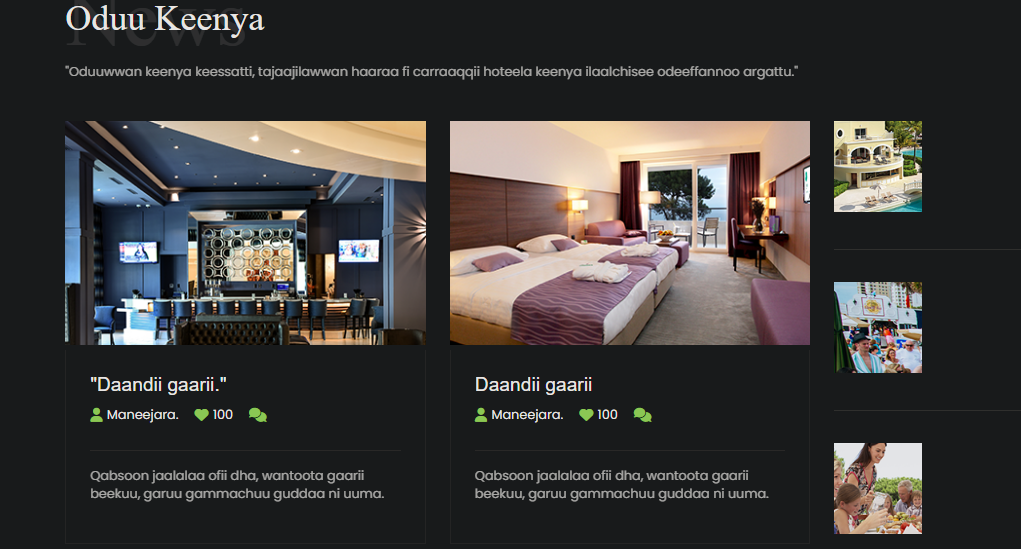 News
Oduu Keenya
"Oduuwwan keenya keessatti, tajaajilawwan haaraa fi carraaqqii hoteela keenya ilaalchisee odeeffannoo argattu."
"Daandii gaarii."
Maneejara. 100
Qabsoon jaalalaa ofii dha, wantoota gaarii
beekuu, garuu gammachuu guddaa ni uuma.
Daandii gaarii
Maneejara. 100
Qabsoon jaalalaa ofii dha, wantoota gaarii
beekuu, garuu gammachuu guddaa ni uuma.